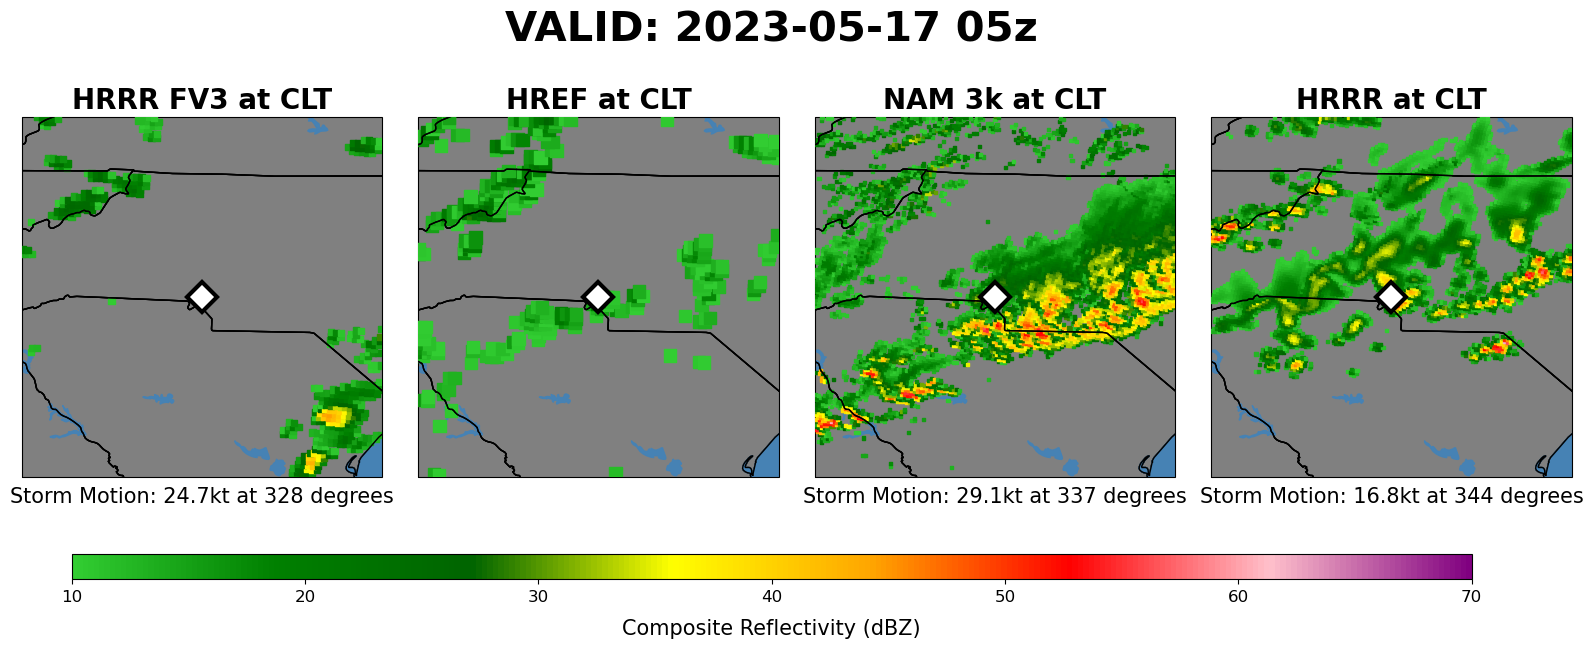 VALID: 2023-05-17 05z
HRRR FV3 at CLT
HREF at CLT
NAM 3k at CLT
HRRR at CLT
Storm Motion: 24.7kt at 328 degrees
Storm Motion: 29.1kt at 337 degrees
Storm Motion: 16.8kt at 344 degrees
10 20 30 40 50 60 70
Composite Reflectivity (dBZ)